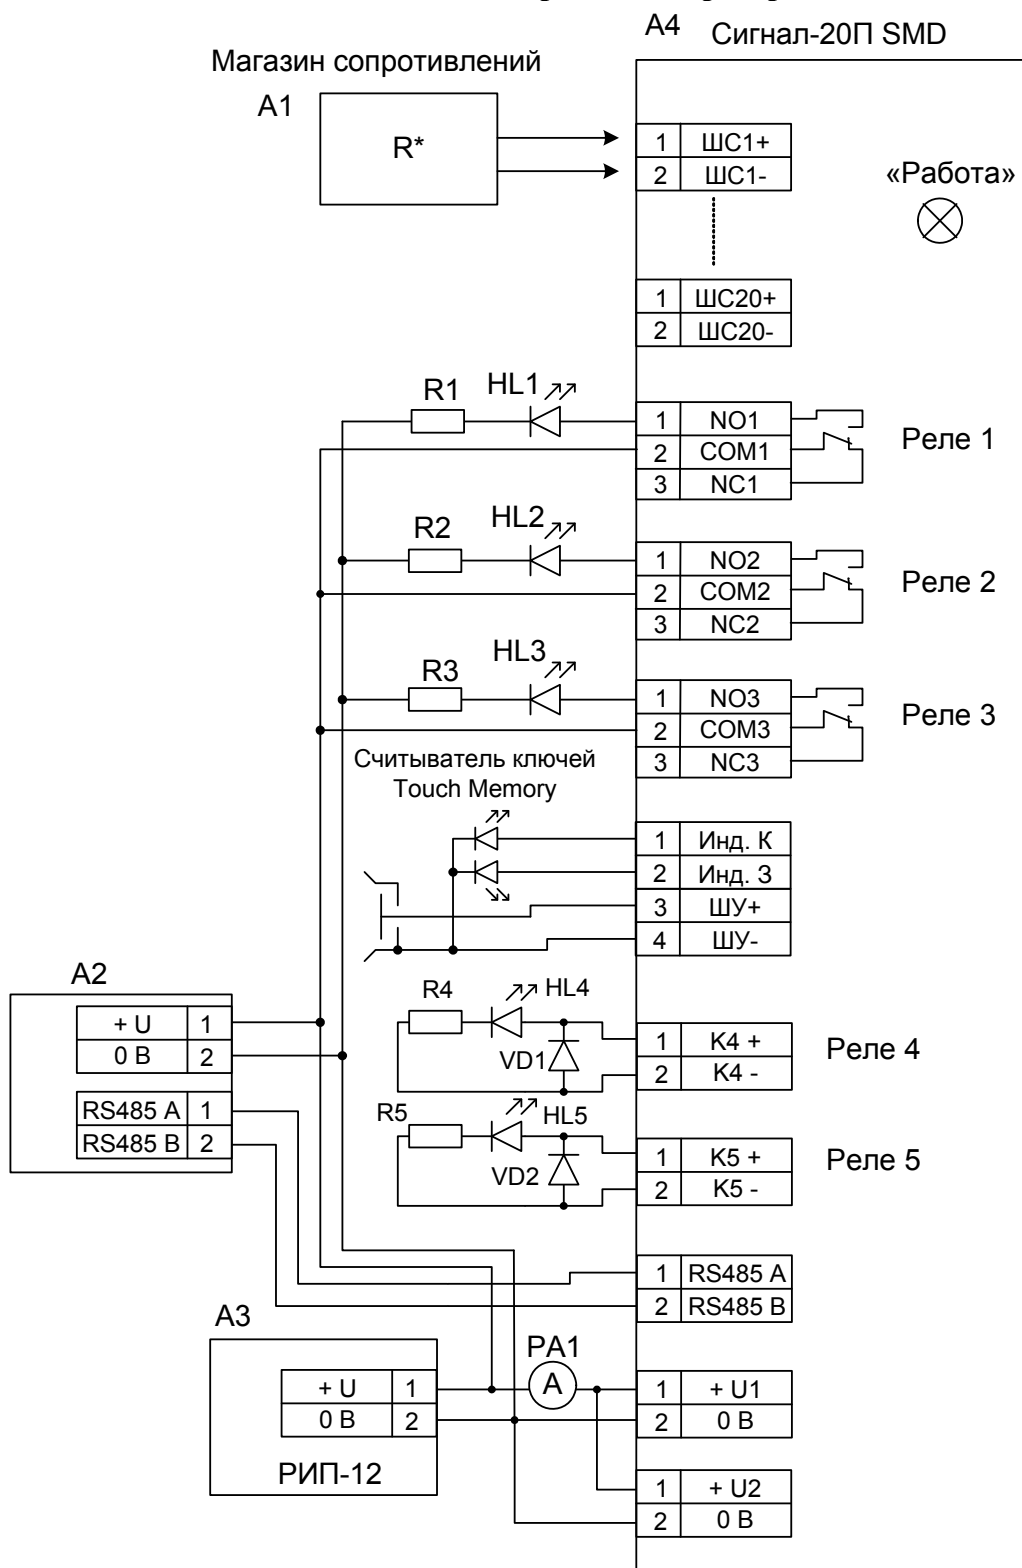 А4
Сигнал-20П SMD
Магазин сопротивлений
А1
R*
1 ШС1+
2 ШС1-
«Работа»
1 ШС20+
2 ШС20-
R1
HL1
1 NO1
2 COM1
3 NC1
Реле 1
R2
HL2
1 NO2
2 COM2
3 NC2
Реле 2
R3
HL3
1 NO3
2 COM3
3 NC3
Реле 3
Считыватель ключей
Touch Memory
1 Инд. К
2 Инд. З
3 ШУ+
4 ШУ-
А2
+ U 1
0 В 2
RS485 A 1
RS485 B 2
R4
HL4
VD1
1 K4 +
2 K4 -
Реле 4
R5
HL5
VD2
1 K5 +
2 K5 -
Реле 5
1 RS485 A
2 RS485 B
А3
+ U 1
0 В 2
РИП-12
PA1
A
1 + U1
2 0 В
1 + U2
2 0 В